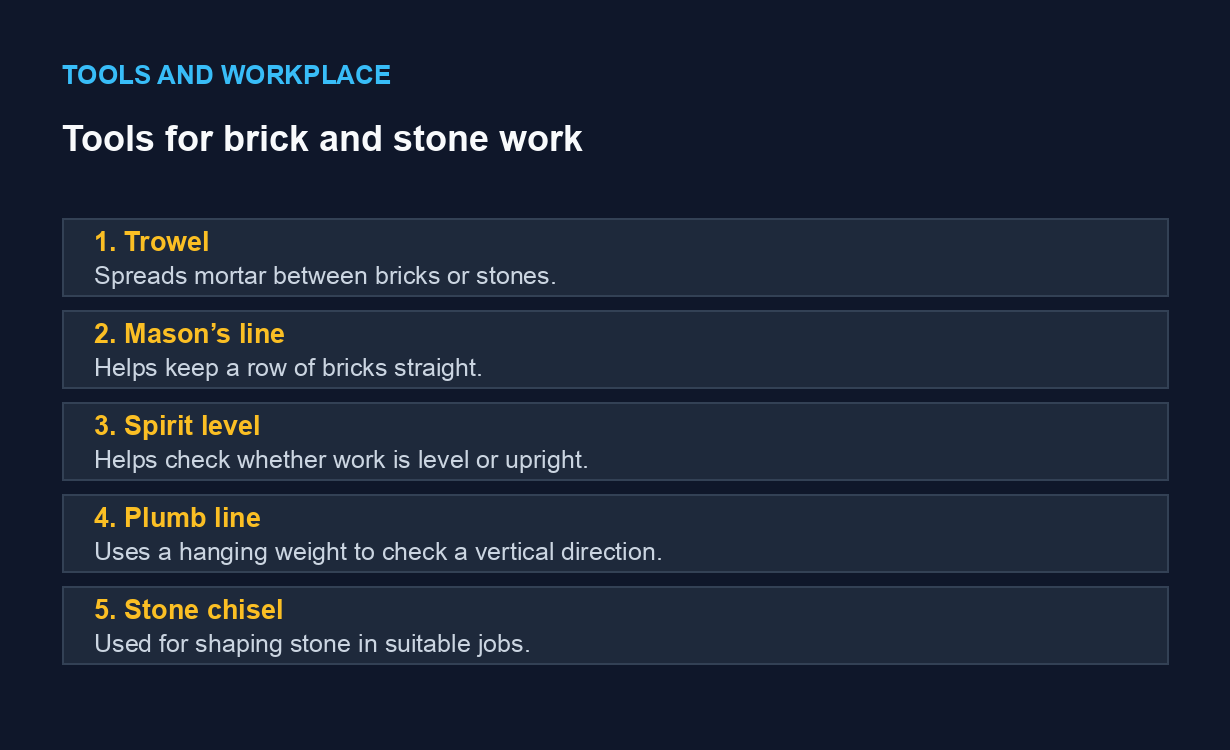 TOOLS AND WORKPLACE
Tools for brick and stone work
1. Trowel
Spreads mortar between bricks or stones.
2. Mason’s line
Helps keep a row of bricks straight.
3. Spirit level
Helps check whether work is level or upright.
4. Plumb line
Uses a hanging weight to check a vertical direction.
5. Stone chisel
Used for shaping stone in suitable jobs.